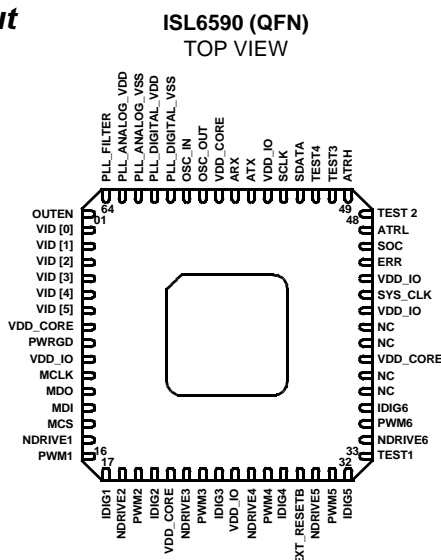 ut
ISL6590 (QFN)
TOP VIEW
PLL_FILTER
PLL_ANALOG_VDD
PLL_ANALOG_VSS
PLL_DIGITAL_VDD
PLL_DIGITAL_VSS
OSC_IN
OSC_OUT
VDD_CORE
ARX
ATX
VDD_IO
SCLK
SDATA
TEST4
TEST3
ATRH
64
49
01
48
OUTEN
VID [0]
VID [1]
VID [2]
VID [3]
VID [4]
VID [5]
VDD_CORE
PWRGD
VDD_IO
MCLK
MDO
MDI
MCS
NDRIVE1
PWM1
TEST 2
ATRL
SOC
ERR
VDD_IO
SYS_CLK
VDD_IO
NC
NC
VDD_CORE
NC
NC
IDIG6
PWM6
NDRIVE6
TEST1
16
33
17
32
IDIG1
NDRIVE2
PWM2
IDIG2
VDD_CORE
NDRIVE3
PWM3
IDIG3
VDD_IO
NDRIVE4
PWM4
IDIG4
EXT_RESETB
NDRIVE5
PWM5
IDIG5